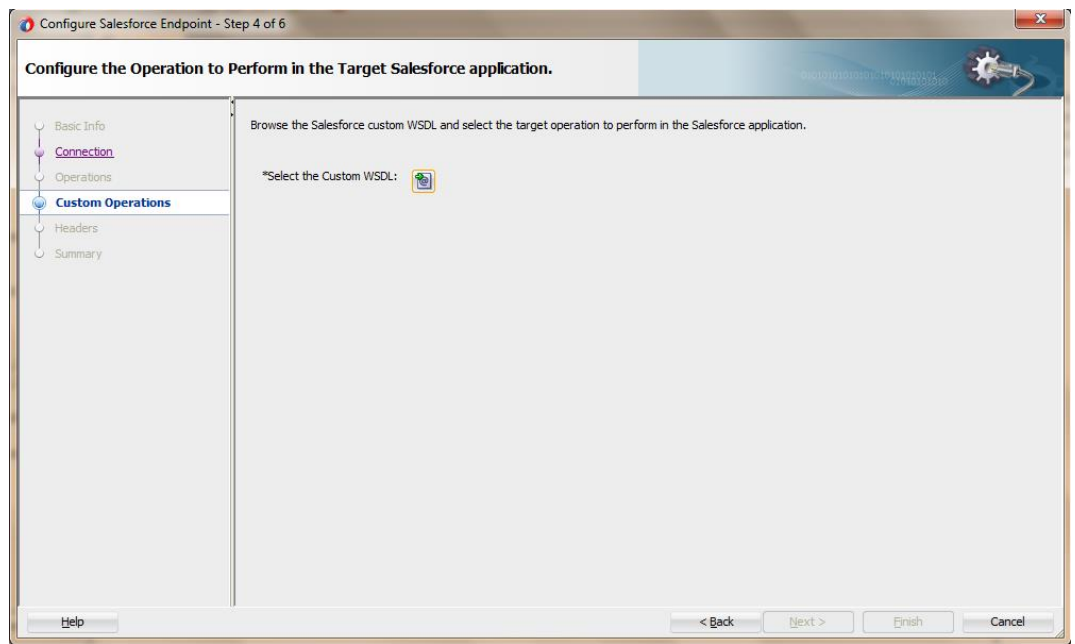 Configure Salesforce Endpoint - Step 4 of 6
x
Configure the Operation to Perform in the Target Salesforce application.
Basic Info
Connection
Operations
Custom Operations
Headers
Summary
Browse the Salesforce custom WSDL and select the target operation to perform in the Salesforce application.
*Select the Custom WSDL:
Help
< Back
Next >
Finish
Cancel